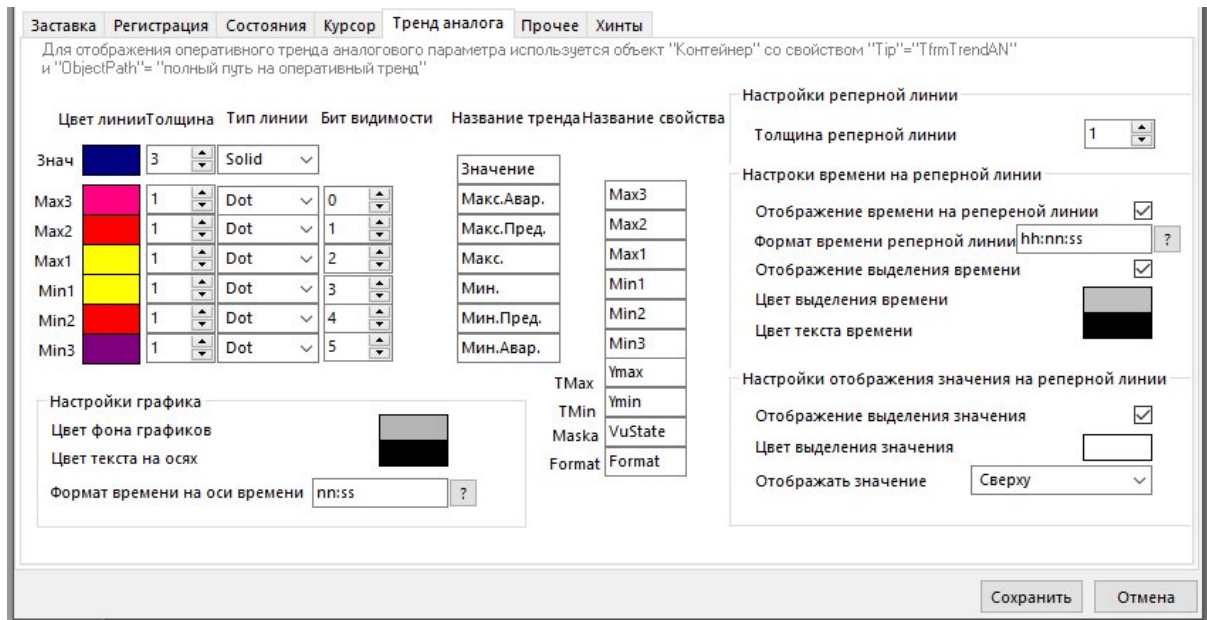 Заставка Регистрация Состояния Курсор Тренд аналога Прочее Хинты
Для отображения оперативного тренда аналогового параметра используется объект "Контейнер" со свойством "Tip"="TfrmTrendAN"
и "ObjectPath"= "полный путь на оперативный тренд"
Цвет линии Толщина Тип линии Бит видимости Название тренда Название свойства
Знач 3 Solid Значение
Max3 1 Dot 0 Макс.Авар. Max3
Max2 1 Dot 1 Макс.Пред. Max2
Max1 1 Dot 2 Макс. Max1
Min1 1 Dot 3 Мин. Min1
Min2 1 Dot 4 Мин.Пред. Min2
Min3 1 Dot 5 Мин.Авар. Min3
TMax Ymax
TMin Ymin
Maska VuState
Format Format
Настройки графика
Цвет фона графиков
Цвет текста на осях
Формат времени на оси времени nn:ss ?
Настройки реперной линии
Толщина реперной линии 1
Настроки времени на реперной линии
Отображение времени на репереной линии
Формат времени реперной линии hh:nn:ss ?
Отображение выделения времени
Цвет выделения времени
Цвет текста времени
Настройки отображения значения на реперной линии
Отображение выделения значения
Цвет выделения значения
Отображать значение Сверху
Сохранить Отмена